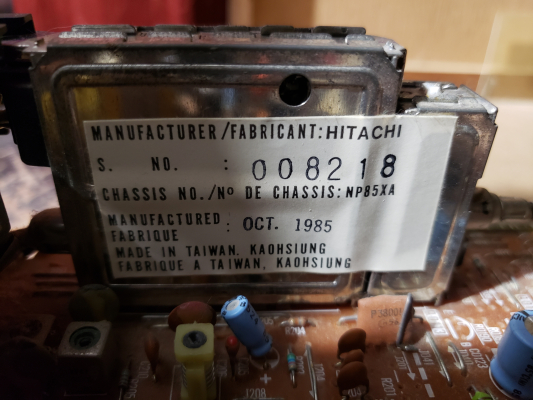 MANUFACTURER/FABRICANT: HITACHI
S. NO. : 008218
CHASSIS NO./Nº DE CHASSIS: NP85XA
MANUFACTURED : OCT. 1985
FABRIQUE
MADE IN TAIWAN, KAOHSIUNG
FABRIQUE A TAIWAN, KAOHSIUNG
J208